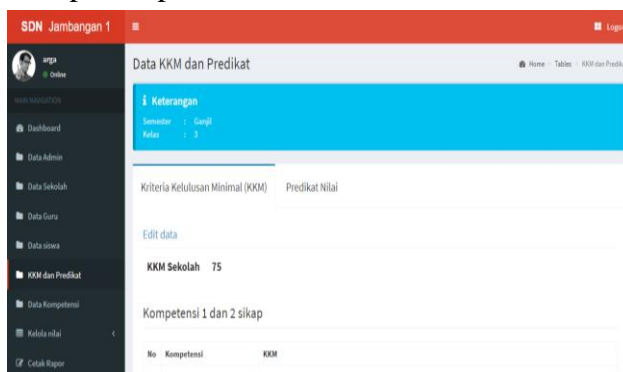 SDN Jambangan 1
Logou
arga
Online
MAIN NAVIGATION
Dashboard
Data Admin
Data Sekolah
Data Guru
Data siswa
KKM dan Predikat
Data Kompetensi
Kelola nilai
Cetak Rapor
Data KKM dan Predikat
Home Tables KKM dan Predik
i Keterangan
Semester : Ganjil
Kelas : 3
Kriteria Kelulusan Minimal (KKM) Predikat Nilai
Edit data
KKM Sekolah 75
Kompetensi 1 dan 2 sikap
No Kompetensi KKM